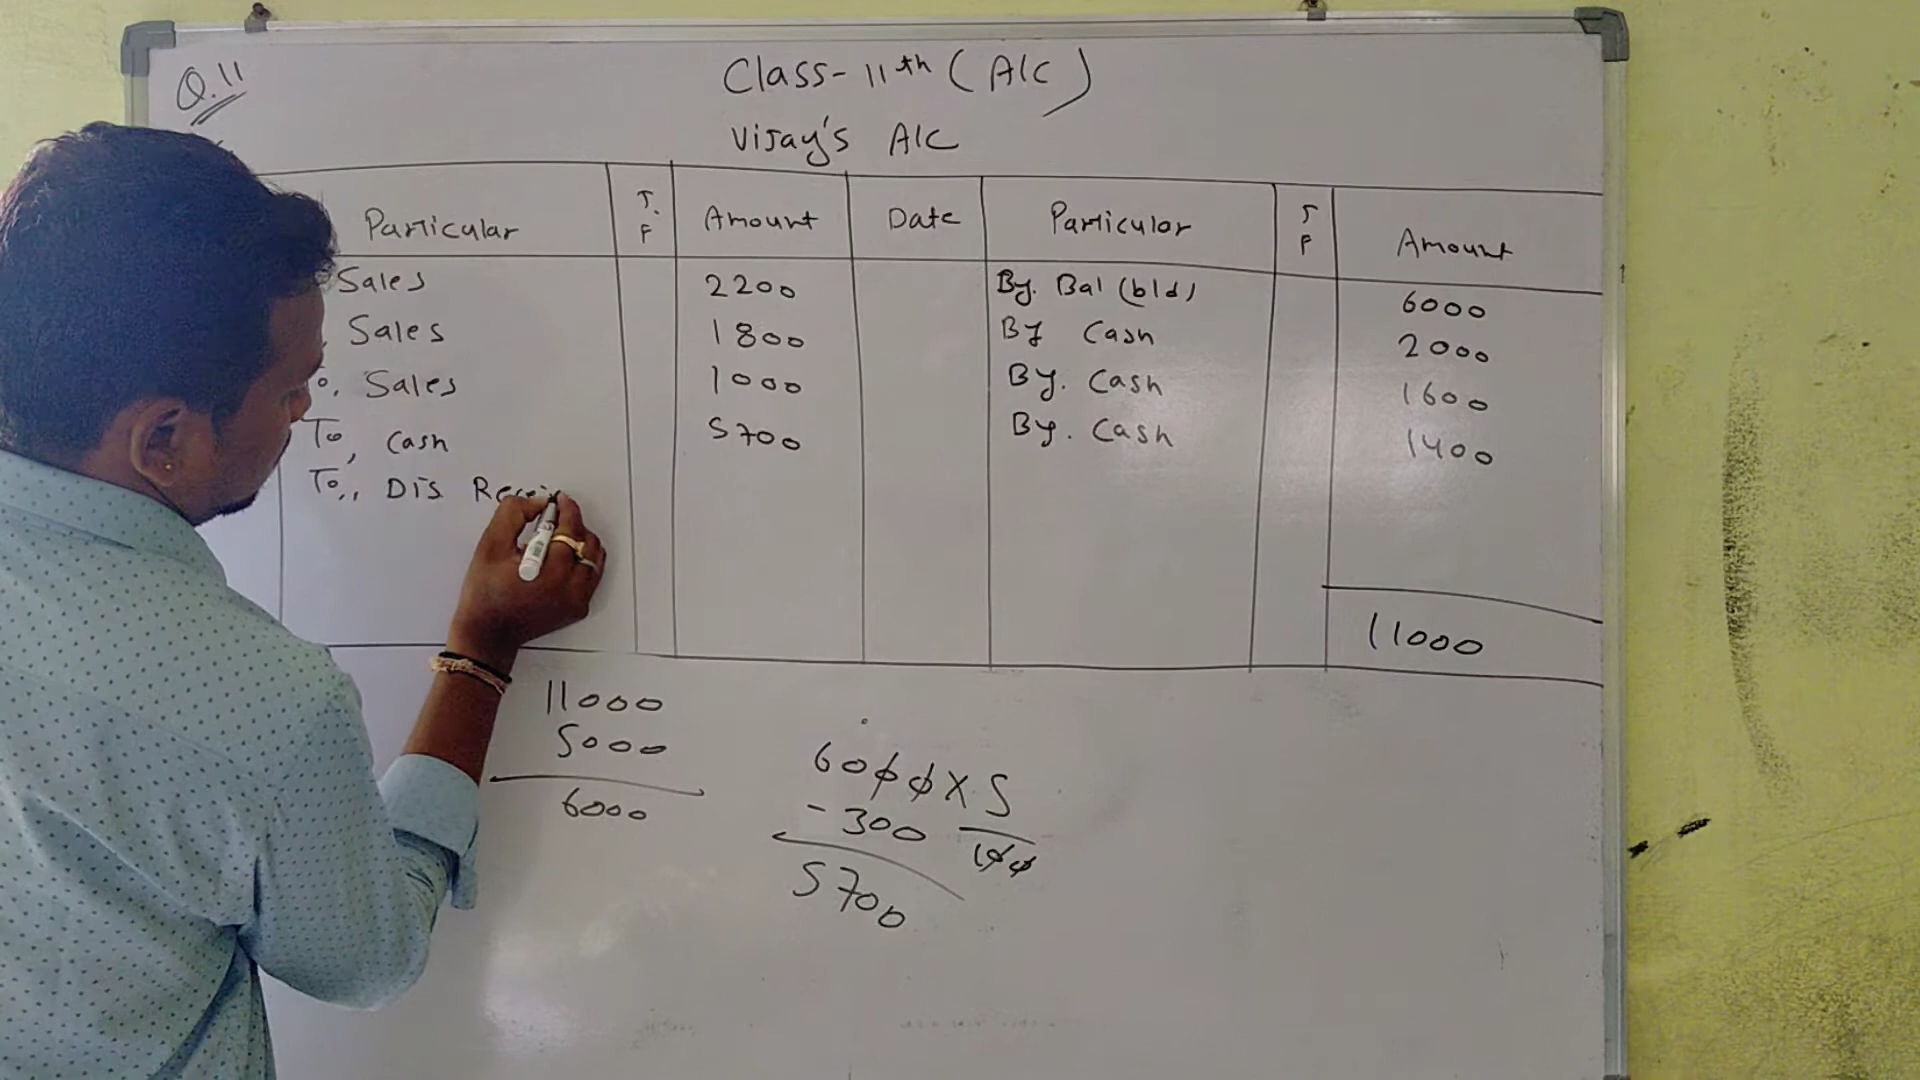 Q.11
Class-11th (A/C)
Vijay's A/C
Particular J.F Amount Date Particular J F Amount
Sales 2200 By. Bal (b/d) 6000
Sales 1800 By Cash 2000
To, Sales 1000 By. Cash 1600
To, Cash 5700 By. Cash 1400
To,, Dis
11000
11000
5000
6000
6000 X 5
- 300 100
5700